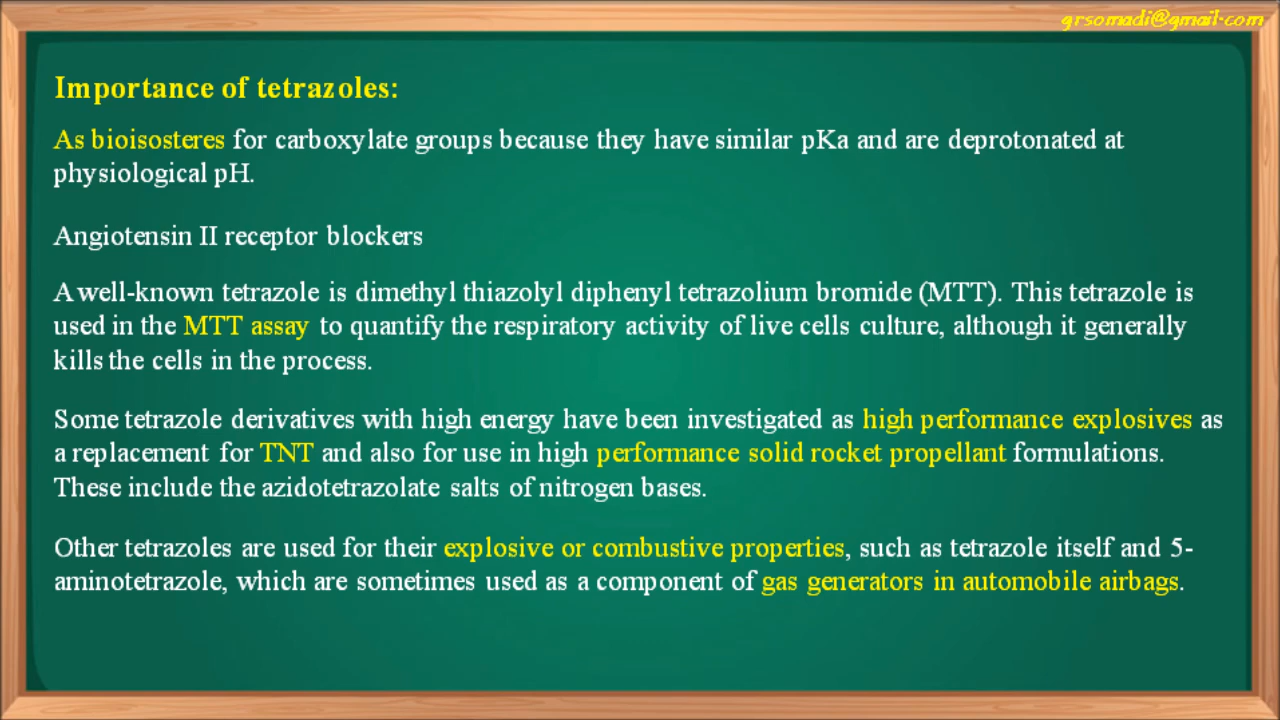 grsomadi@gmail.com
Importance of tetrazoles:
As bioisosteres for carboxylate groups because they have similar pKa and are deprotonated at
physiological pH.
Angiotensin II receptor blockers
A well-known tetrazole is dimethyl thiazolyl diphenyl tetrazolium bromide (MTT). This tetrazole is
used in the MTT assay to quantify the respiratory activity of live cells culture, although it generally
kills the cells in the process.
Some tetrazole derivatives with high energy have been investigated as high performance explosives as
a replacement for TNT and also for use in high performance solid rocket propellant formulations.
These include the azidotetrazolate salts of nitrogen bases.
Other tetrazoles are used for their explosive or combustive properties, such as tetrazole itself and 5-
aminotetrazole, which are sometimes used as a component of gas generators in automobile airbags.